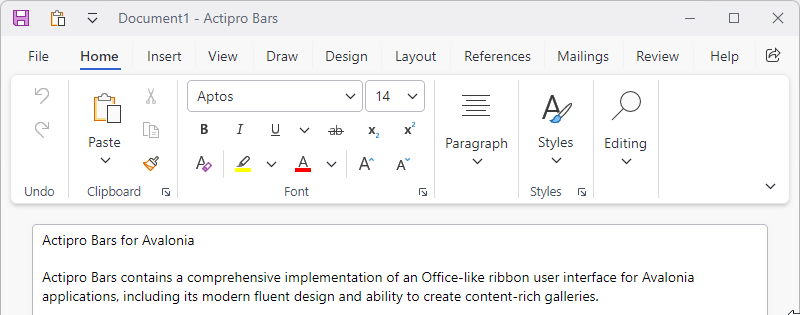 Document1 - Actipro Bars
File Home Insert View Draw Design Layout References Mailings Review Help
Aptos 14
B I U ab x₂ x²
Paste Paragraph Styles Editing
A A A A
Undo Clipboard Font Styles
Actipro Bars for Avalonia
Actipro Bars contains a comprehensive implementation of an Office-like ribbon user interface for Avalonia
applications, including its modern fluent design and ability to create content-rich galleries.